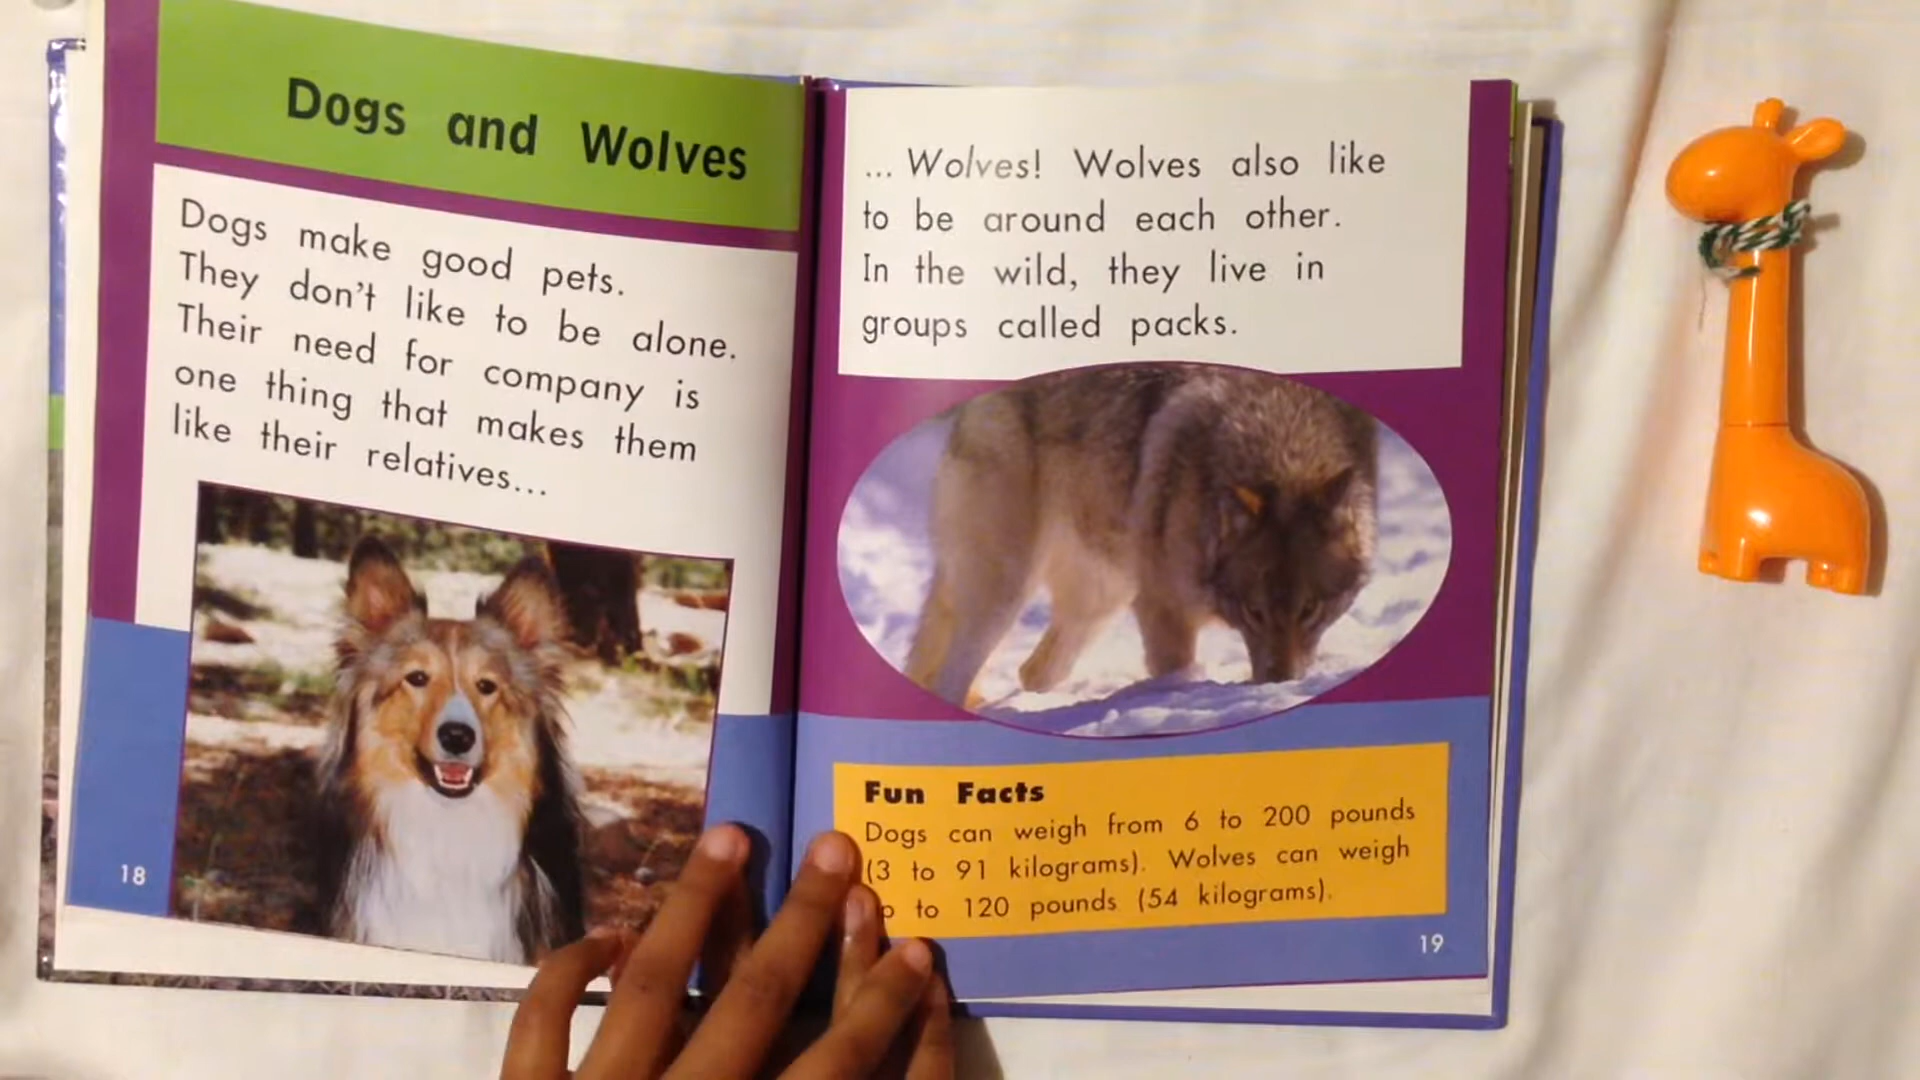 Dogs and Wolves
Dogs make good pets.
They don't like to be alone.
Their need for company is
one thing that makes them
like their relatives...
18
... Wolves! Wolves also like
to be around each other.
In the wild, they live in
groups called packs.
Fun Facts
Dogs can weigh from 6 to 200 pounds
(3 to 91 kilograms). Wolves can weigh
to 120 pounds (54 kilograms).
19